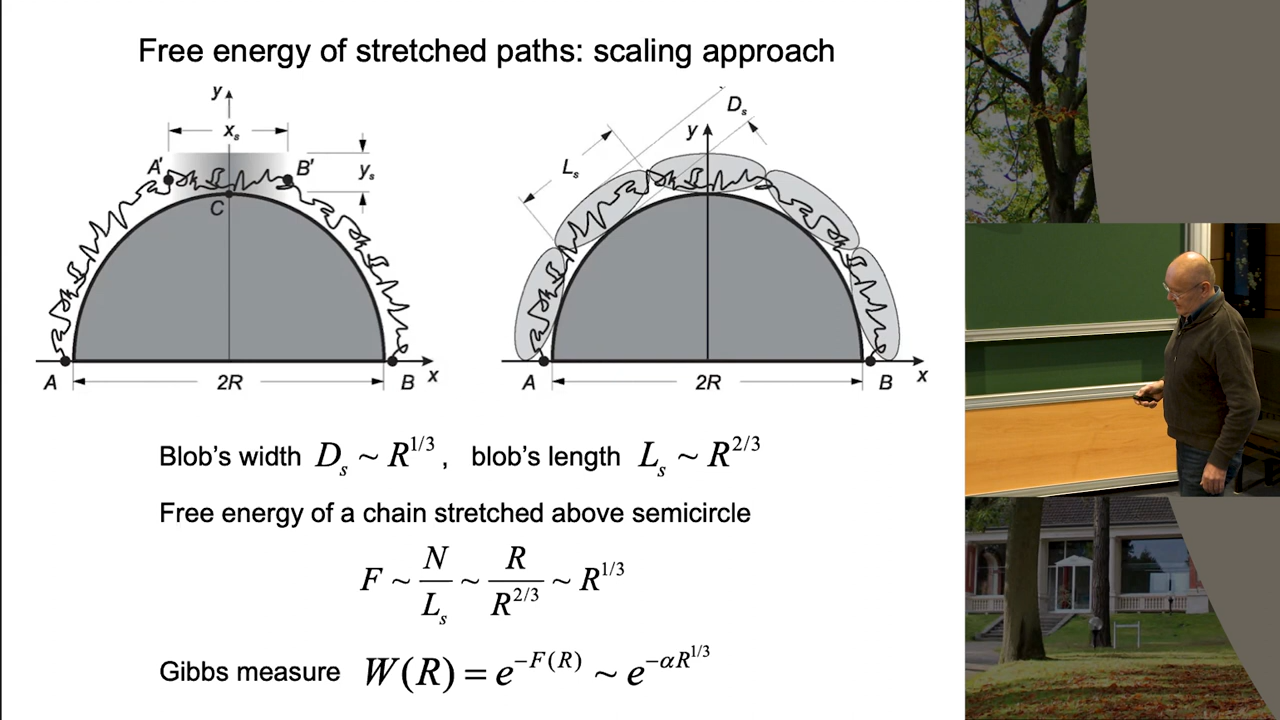 Free energy of stretched paths: scaling approach
y
x_s
A'
B'
y_s
C
A
2R
B
x
D_s
y
L_s
A
2R
B
x
Blob's width D_s ~ R^{1/3}, blob's length L_s ~ R^{2/3}
Free energy of a chain stretched above semicircle
F ~ N/L_s ~ R/R^{2/3} ~ R^{1/3}
Gibbs measure W(R) = e^{-F(R)} ~ e^{-αR^{1/3}}